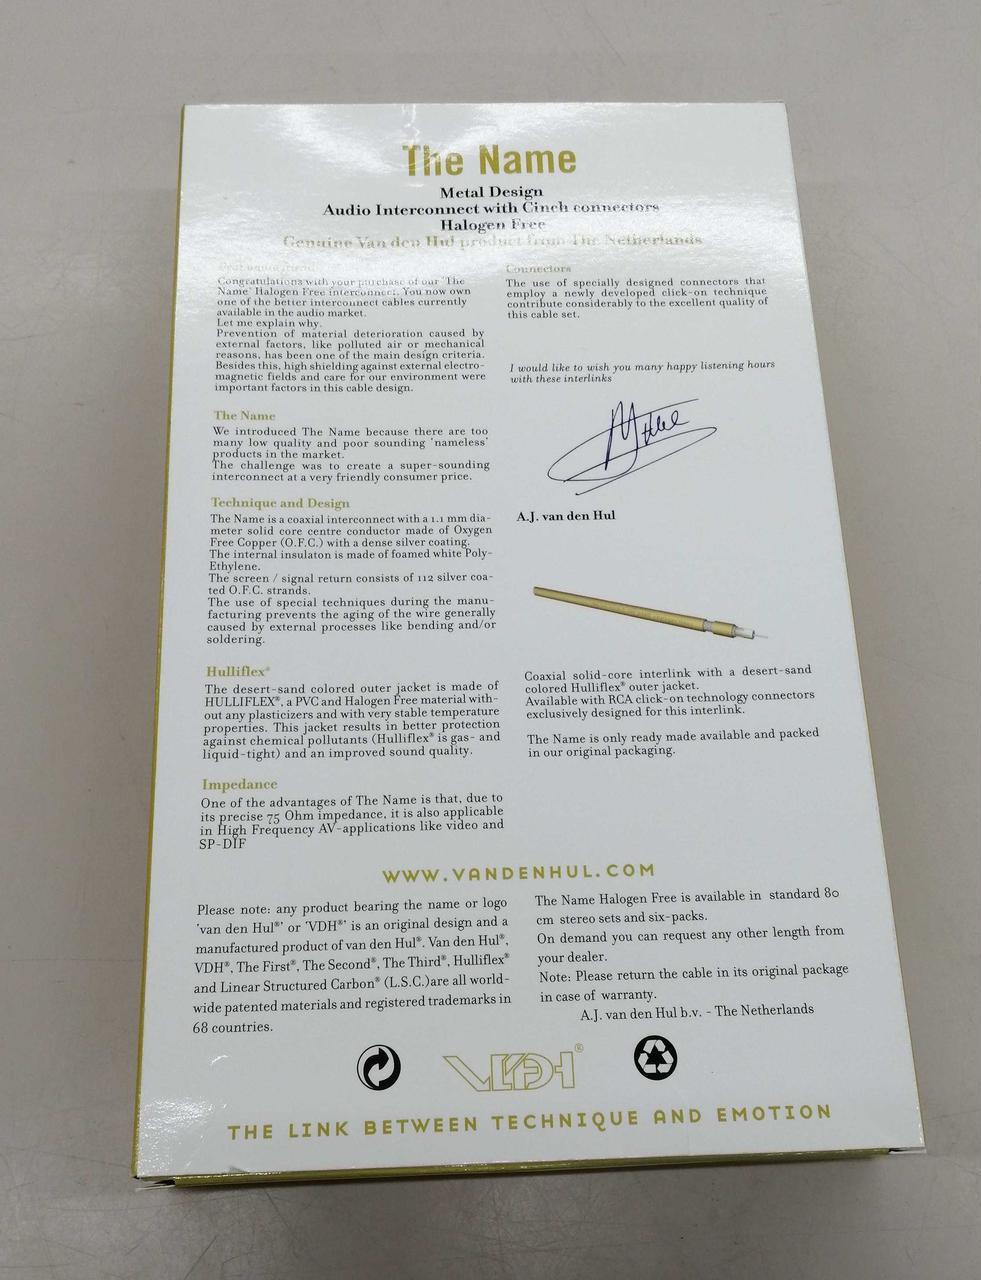 The Name
Metal Design
Audio Interconnect with Cinch connectors
Halogen Free
Genuine Van den Hul product from The Netherlands
Congratulations with your purchase of our 'The
Name' Halogen Free interconnect. You now own
one of the better interconnect cables currently
available in the audio market.
Let me explain why.
Prevention of material deterioration caused by
external factors, like polluted air or mechanical
reasons, has been one of the main design criteria.
Besides this, high shielding against external electro-
magnetic fields and care for our environment were
important factors in this cable design.
The Name
We introduced The Name because there are too
many low quality and poor sounding 'nameless'
products in the market.
The challenge was to create a super-sounding
interconnect at a very friendly consumer price.
Technique and Design
The Name is a coaxial interconnect with a 1.1 mm dia-
meter solid core centre conductor made of Oxygen
Free Copper (O.F.C.) with a dense silver coating.
The internal insulaton is made of foamed white Poly-
Ethylene.
The screen / signal return consists of 112 silver coa-
ted O.F.C. strands.
The use of special techniques during the manu-
facturing prevents the aging of the wire generally
caused by external processes like bending and/or
soldering.
Hulliflex®
The desert-sand colored outer jacket is made of
HULLIFLEX®, a PVC and Halogen Free material with-
out any plasticizers and with very stable temperature
properties. This jacket results in better protection
against chemical pollutants (Hulliflex® is gas- and
liquid-tight) and an improved sound quality.
Impedance
One of the advantages of The Name is that, due to
its precise 75 Ohm impedance, it is also applicable
in High Frequency AV-applications like video and
SP-DIF
Connectors
The use of specially designed connectors that
employ a newly developed click-on technique
contribute considerably to the excellent quality of
this cable set.
I would like to wish you many happy listening hours
with these interlinks
A.J. van den Hul
Coaxial solid-core interlink with a desert-sand
colored Hulliflex® outer jacket.
Available with RCA click-on technology connectors
exclusively designed for this interlink.
The Name is only ready made available and packed
in our original packaging.
WWW.VANDENHUL.COM
Please note: any product bearing the name or logo
'van den Hul®' or 'VDH®' is an original design and a
manufactured product of van den Hul®. Van den Hul®,
VDH®, The First®, The Second®, The Third®, Hulliflex®
and Linear Structured Carbon® (L.S.C.)are all world-
wide patented materials and registered trademarks in
68 countries.
The Name Halogen Free is available in standard 80
cm stereo sets and six-packs.
On demand you can request any other length from
your dealer.
Note: Please return the cable in its original package
in case of warranty.
A.J. van den Hul b.v. - The Netherlands
VDH®
THE LINK BETWEEN TECHNIQUE AND EMOTION